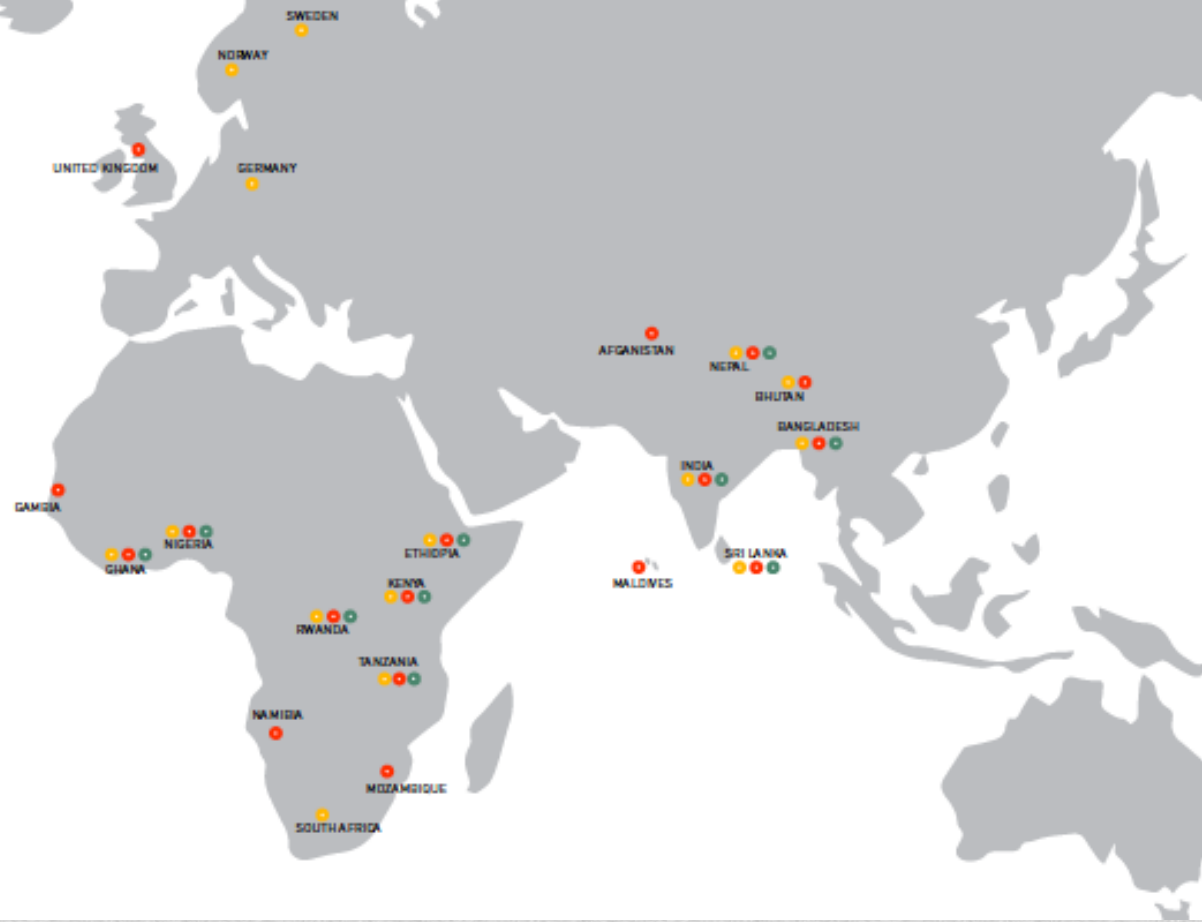 SWEDEN
NORWAY
UNITED KINGDOM
GERMANY
AFGANISTAN
NEPAL
BHUTAN
BANGLADESH
INDIA
GAMBIA
NIGERIA
GHANA
ETHIOPIA
SRI LANKA
MALDIVES
KENYA
RWANDA
TANZANIA
NAMIBIA
MOZAMBIQUE
SOUTH AFRICA